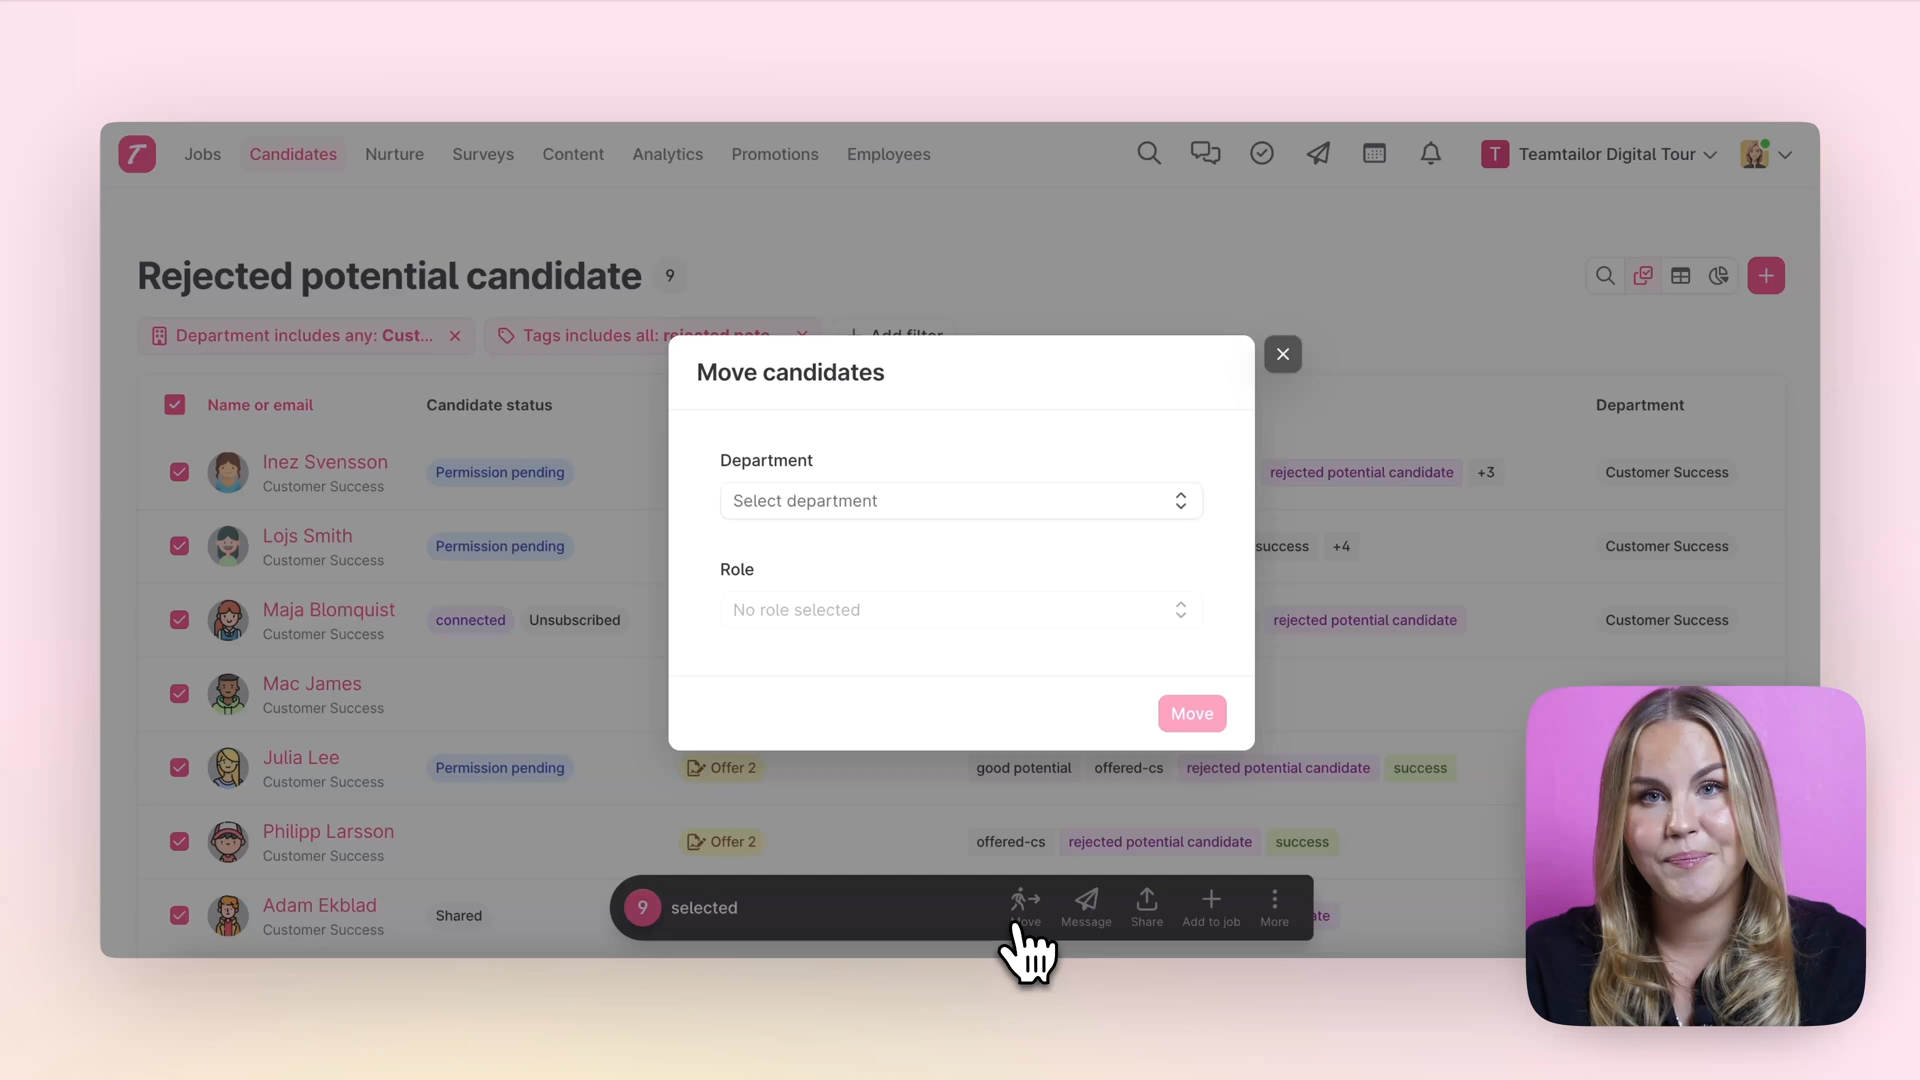 T Jobs Candidates Nurture Surveys Content Analytics Promotions Employees T Teamtailor Digital Tour
Rejected potential candidate 9
Department includes any: Cust... Tags includes all: rejected pote... Add filter
Name or email Candidate status Department
Inez Svensson
Customer Success
Permission pending rejected potential candidate +3 Customer Success
Lojs Smith
Customer Success
Permission pending success +4 Customer Success
Maja Blomquist
Customer Success
connected Unsubscribed rejected potential candidate Customer Success
Mac James
Customer Success
Julia Lee
Customer Success
Permission pending Offer 2 good potential offered-cs rejected potential candidate success
Philipp Larsson
Customer Success
Offer 2 offered-cs rejected potential candidate success
Adam Ekblad
Customer Success
Shared
Move candidates
Department
Select department
Role
No role selected
Move
9 selected
Move Message Share Add to job More